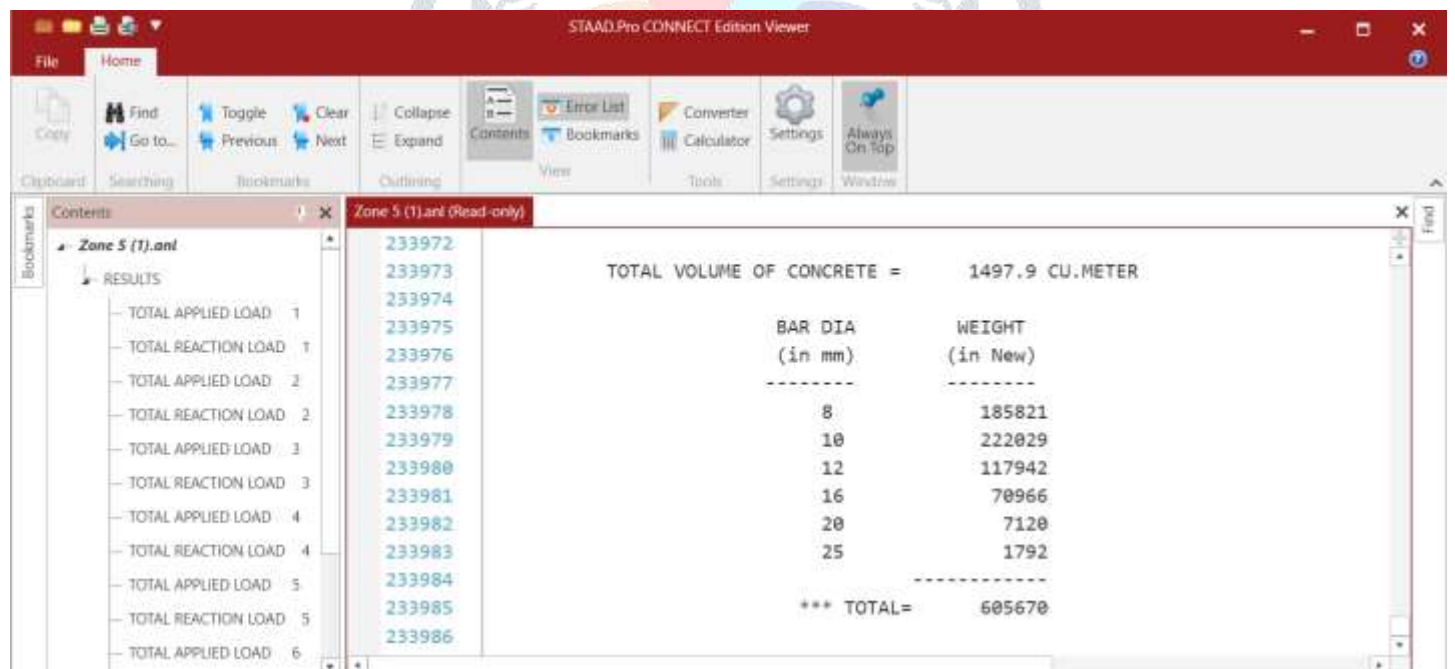 STAAD.Pro CONNECT Edition Viewer
File Home
Copy
Find
Go to...
Toggle
Previous
Clear
Next
Collapse
Expand
Contents
Error List
Bookmarks
Converter
Calculator
Settings
Always On Top
Clipboard Searching Bookmarks Outlining View Tools Settings Window
Bookmarks
Contents
Zone 5 (1).anl
RESULTS
TOTAL APPLIED LOAD 1
TOTAL REACTION LOAD 1
TOTAL APPLIED LOAD 2
TOTAL REACTION LOAD 2
TOTAL APPLIED LOAD 3
TOTAL REACTION LOAD 3
TOTAL APPLIED LOAD 4
TOTAL REACTION LOAD 4
TOTAL APPLIED LOAD 5
TOTAL REACTION LOAD 5
TOTAL APPLIED LOAD 6
Zone 5 (1).anl (Read-only)
233972
233973 TOTAL VOLUME OF CONCRETE = 1497.9 CU.METER
233974
233975 BAR DIA WEIGHT
233976 (in mm) (in New)
233977 -------- --------
233978 8 185821
233979 10 222029
233980 12 117942
233981 16 70966
233982 20 7120
233983 25 1792
233984 ------------
233985 *** TOTAL= 605670
233986
Find